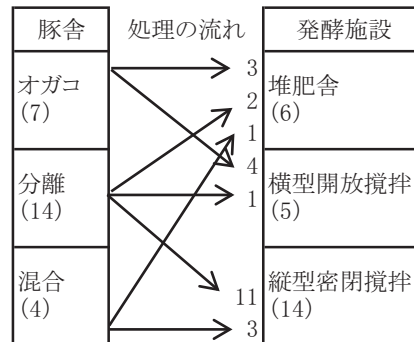 豚舎 処理の流れ 発酵施設
オガコ
(7)
分離
(14)
混合
(4)
3
2
1
4
1
11
3
堆肥舎
(6)
横型開放撹拌
(5)
縦型密閉撹拌
(14)